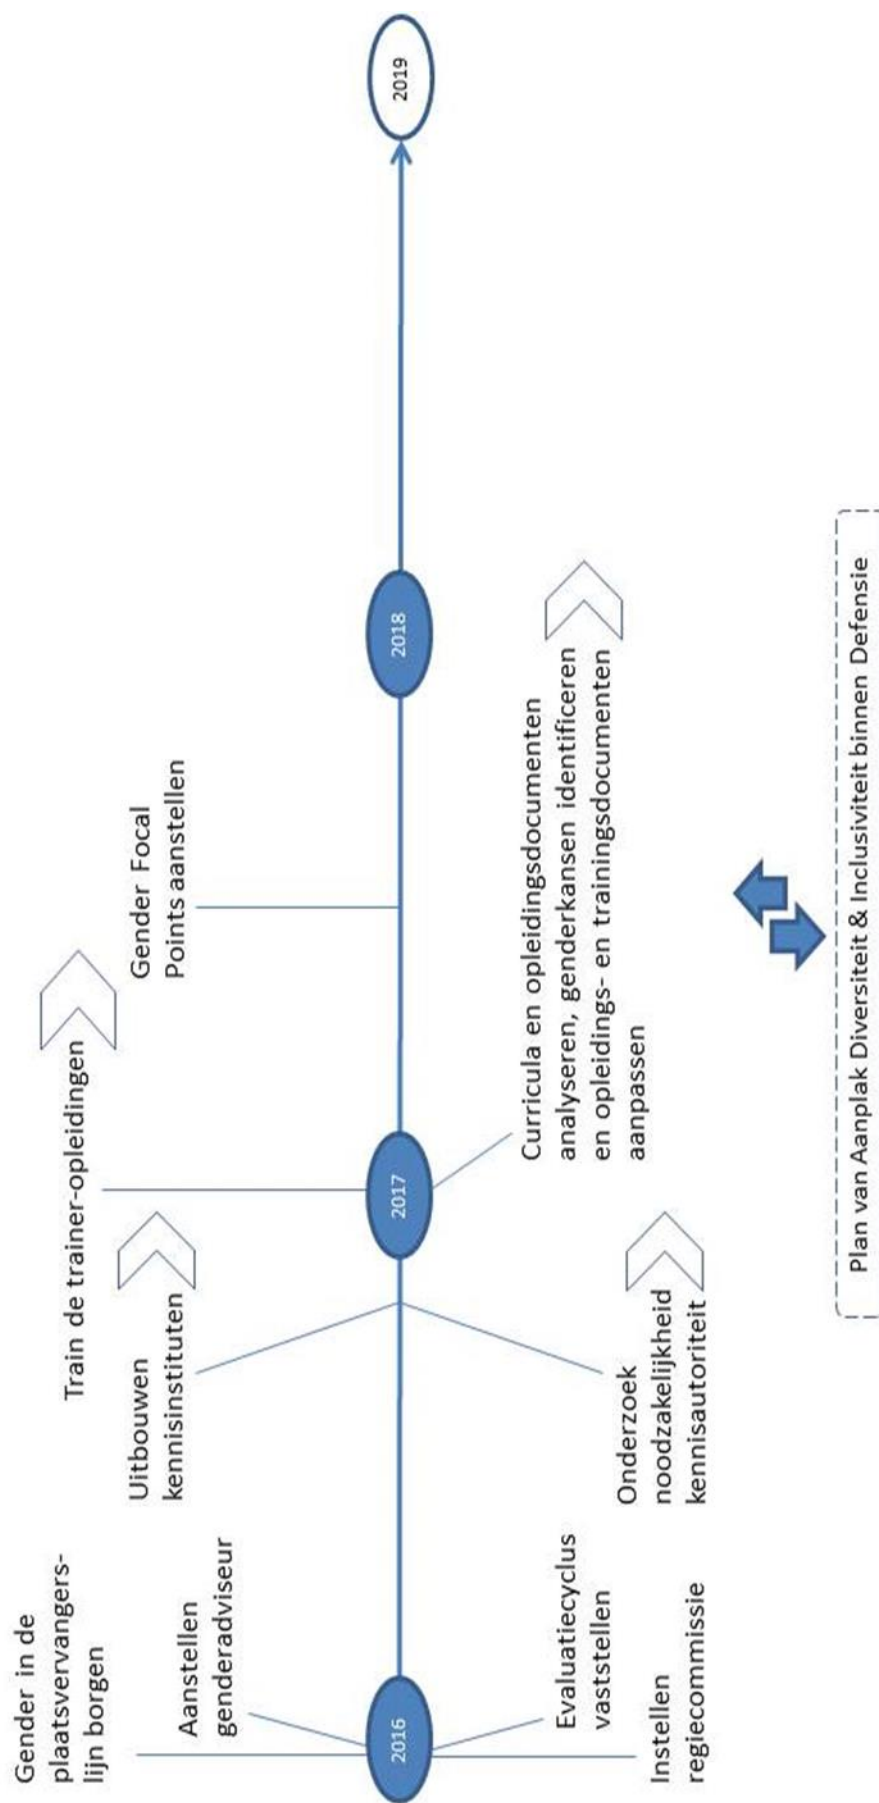 Gender in de
plaatsvervangers-
lijn borgen
Aanstellen
genderadviseur
Train de trainer-opleidingen
Uitbouwen
kennisinstituten
Gender Focal
Points aanstellen
2016
2017
2018
2019
Evaluatiecyclus
vaststellen
Instellen
regiecommissie
Onderzoek
noodzakelijkheid
kennisautoriteit
Curricula en opleidingsdocumenten
analyseren, genderkansen identificeren
en opleidings- en trainingsdocumenten
aanpassen
Plan van Aanplak Diversiteit & Inclusiviteit binnen Defensie